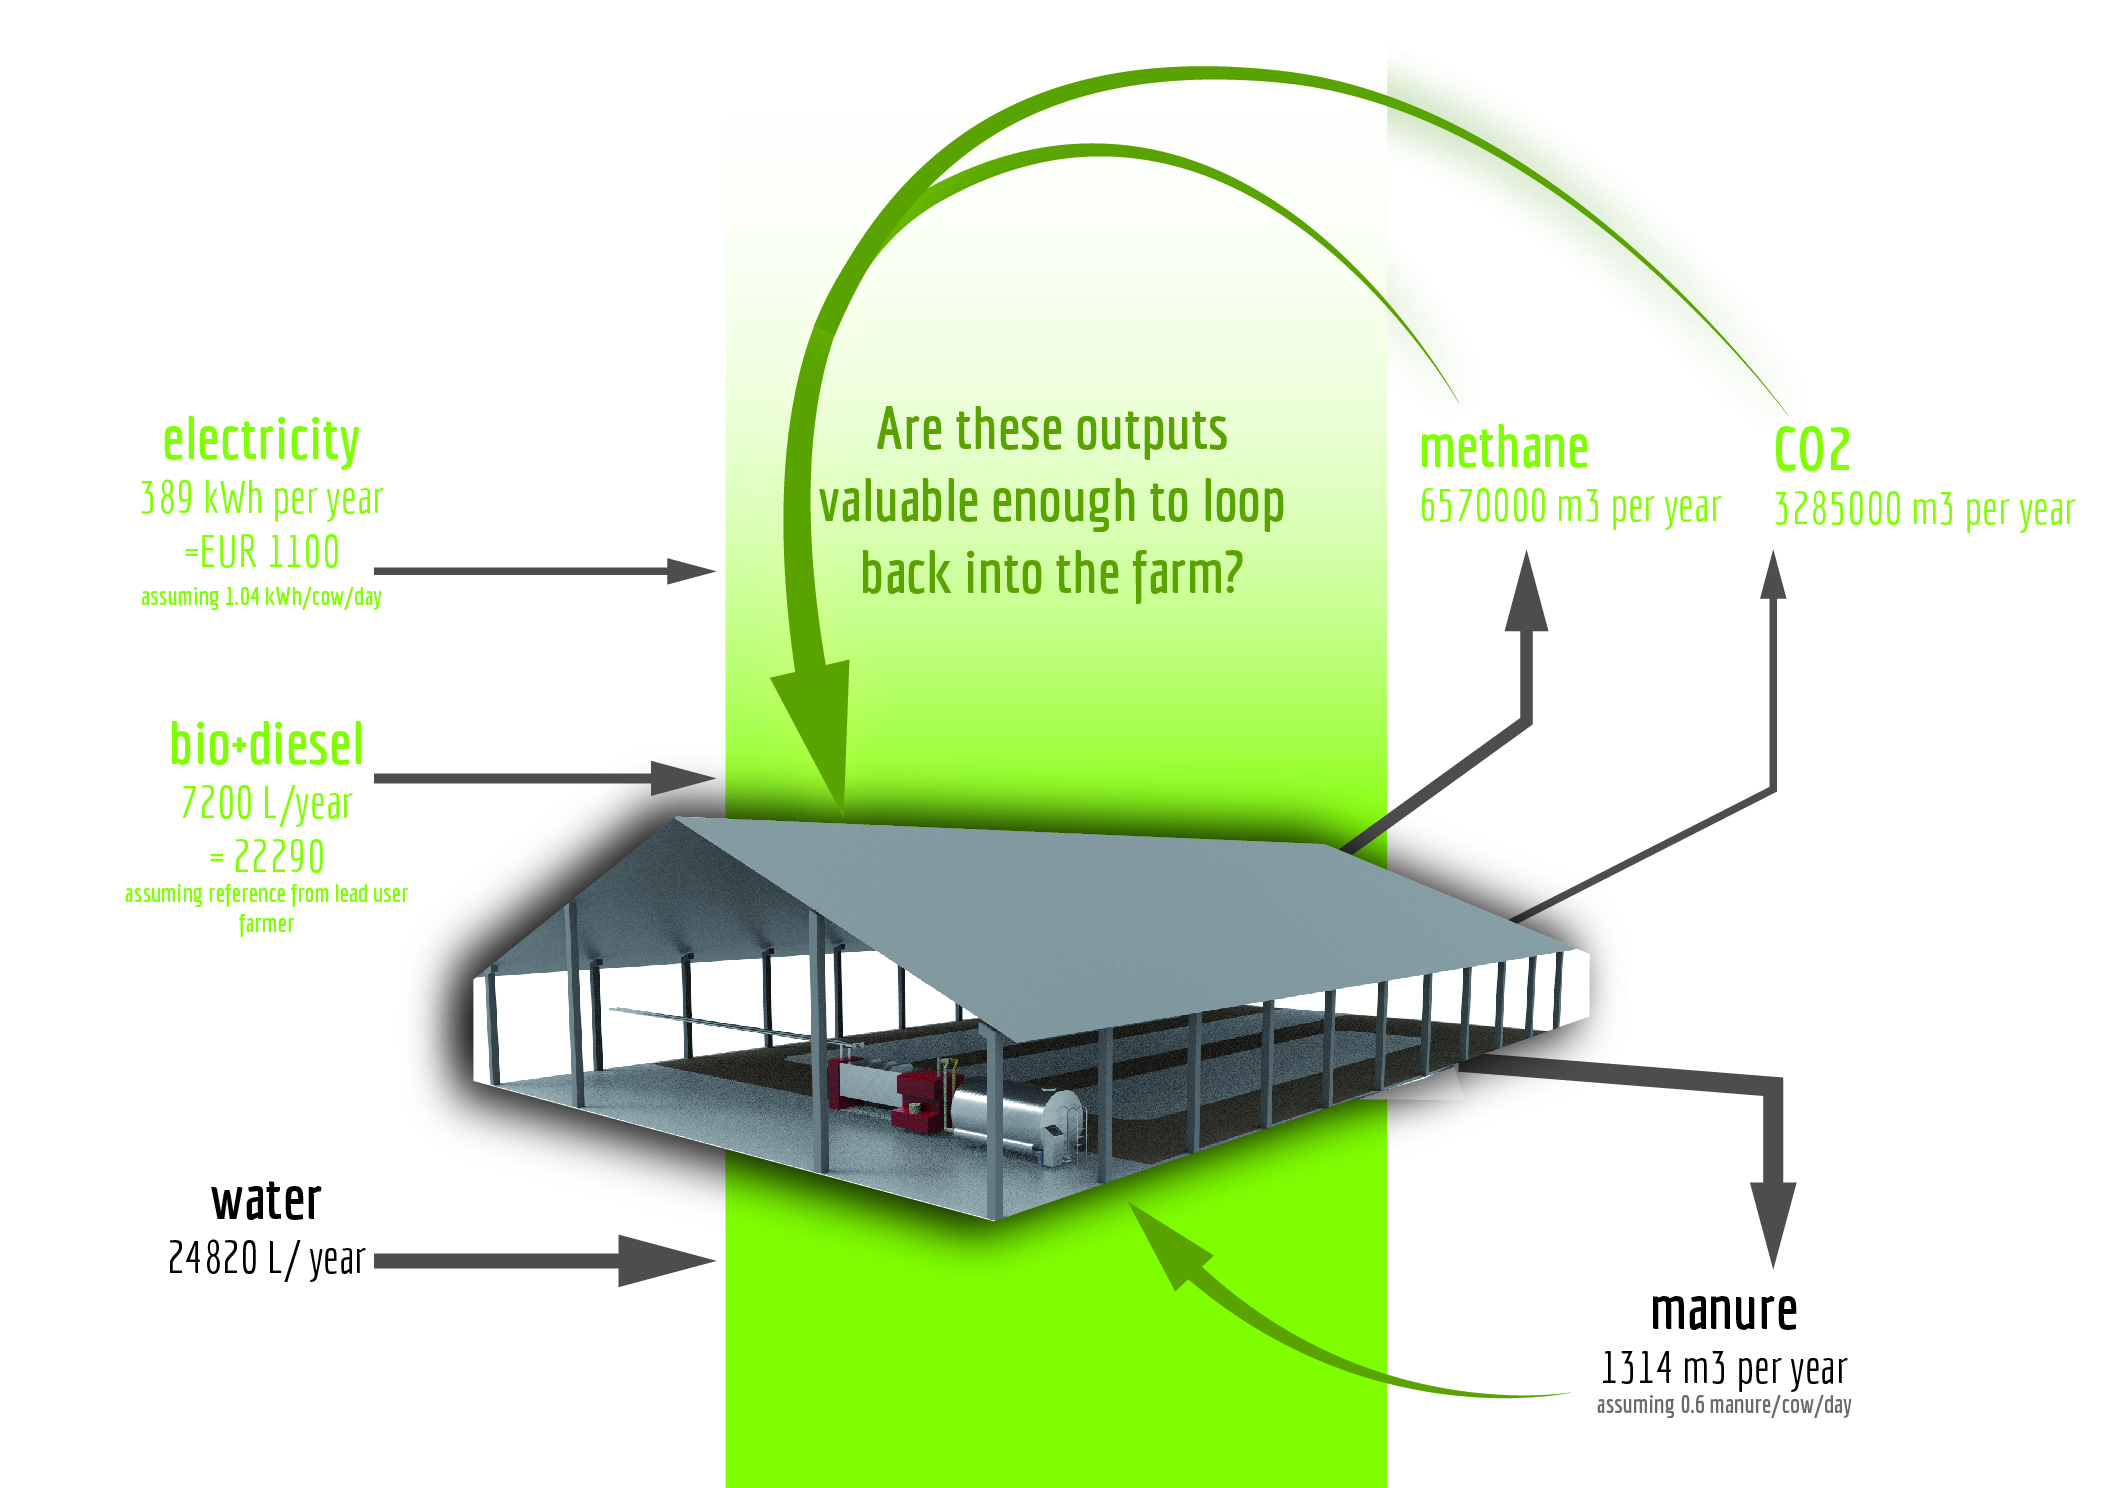 Are these outputs
valuable enough to loop
back into the farm?
electricity
389 kWh per year
=EUR 1100
assuming 1.04 kWh/cow/day
bio+diesel
7200 L/year
= 22290
assuming reference from lead user
farmer
water
24820 L/ year
methane
6570000 m3 per year
CO2
3285000 m3 per year
manure
1314 m3 per year
assuming 0.6 manure/cow/day